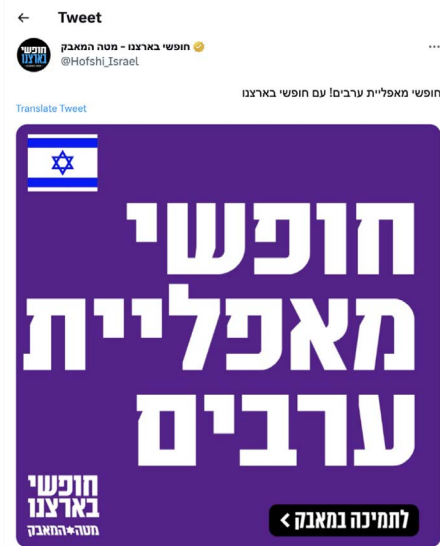 Tweet
חופשי בארצנו - מטה המאבק
@Hofshi_Israel
חופשי מאפליית ערבים! עם חופשי בארצנו
Translate Tweet
חופשי
מאפליית
ערבים
חופשי
בארצנו
מטה*המאבק
לתמיכה במאבק >